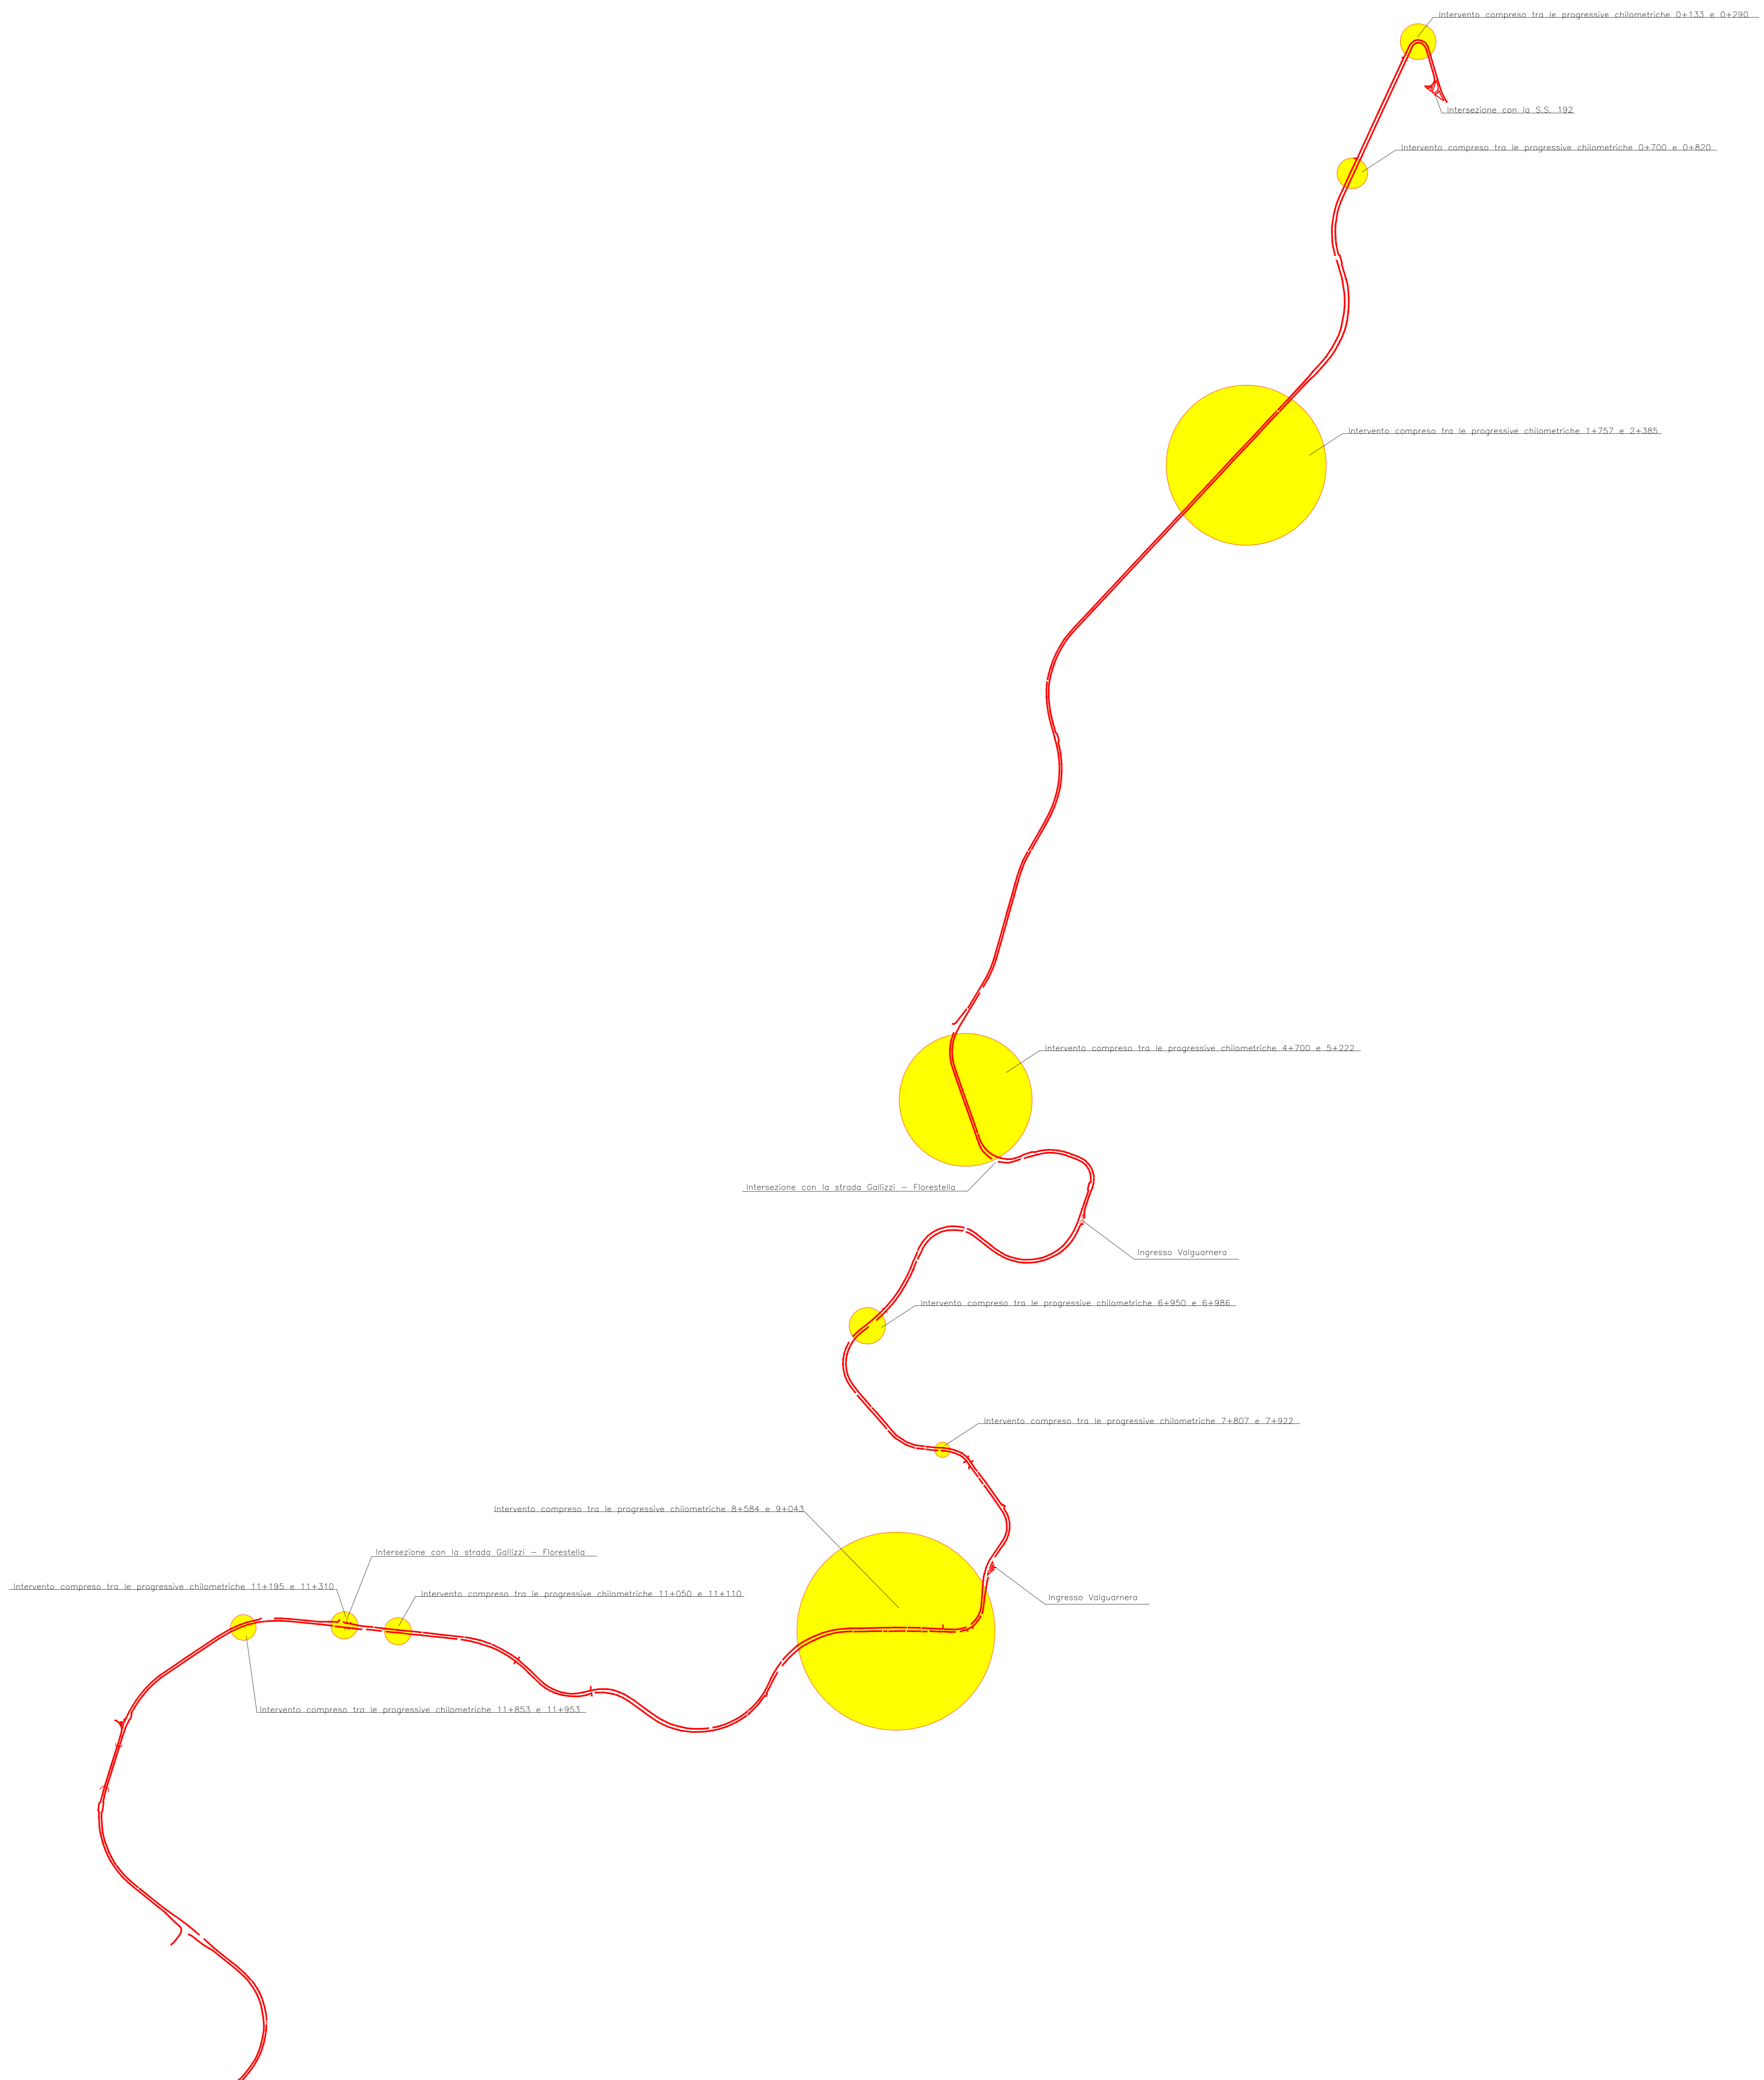 Intervento compreso tra le progressive chilometriche 0+133 e 0+290
Intersezione con la S.S. 192
Intervento compreso tra le progressive chilometriche 0+700 e 0+820
Intervento compreso tra le progressive chilometriche 1+757 e 2+385
Intervento compreso tra le progressive chilometriche 4+700 e 5+222
Intersezione con la strada Gallizzi – Florestella
Ingresso Valguarnera
Intervento compreso tra le progressive chilometriche 6+950 e 6+986
Intervento compreso tra le progressive chilometriche 7+807 e 7+922
Intervento compreso tra le progressive chilometriche 8+584 e 9+043
Intersezione con la strada Gallizzi – Florestella
Intervento compreso tra le progressive chilometriche 11+195 e 11+310
Intervento compreso tra le progressive chilometriche 11+050 e 11+110
Ingresso Valguarnera
Intervento compreso tra le progressive chilometriche 11+853 e 11+953